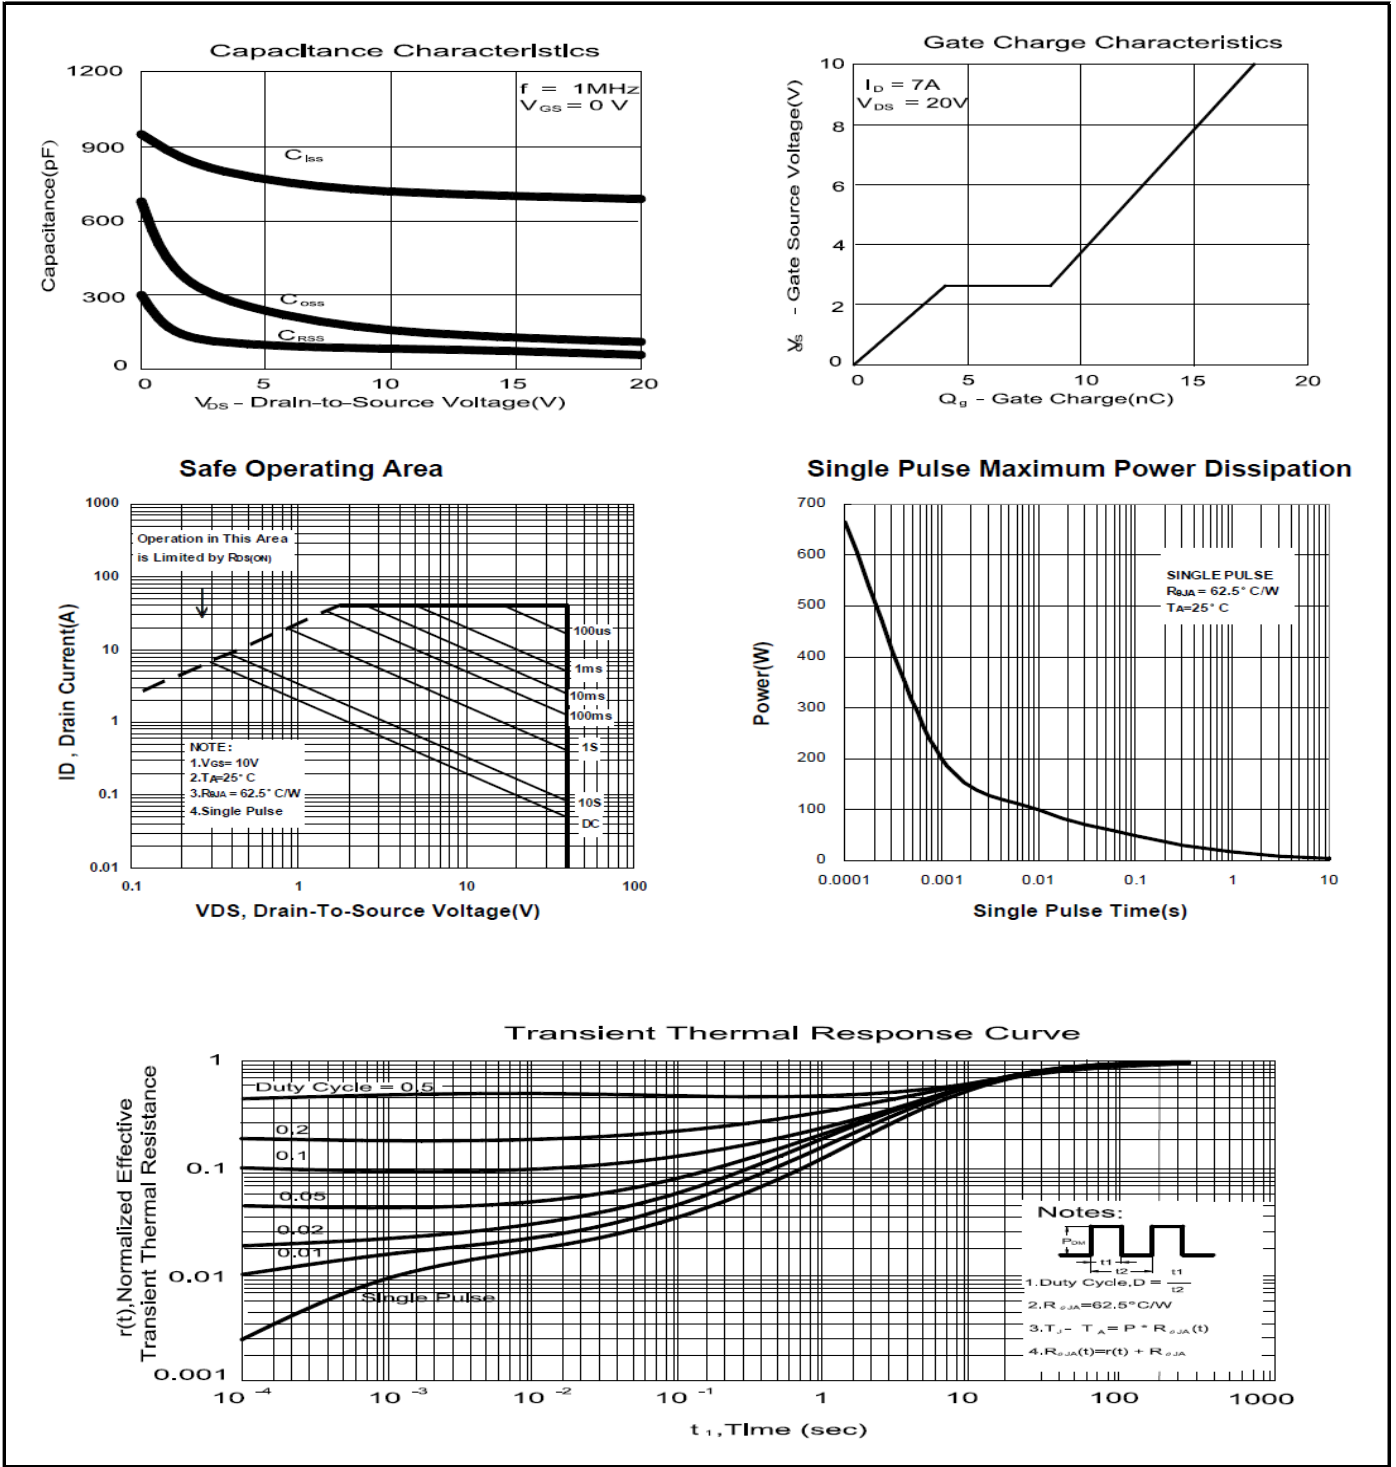 Capacitance Characteristics
1200
900
600
300
0
Capacitance(pF)
f = 1MHz
VGS = 0 V
Ciss
Coss
CRSS
0 5 10 15 20
VDS - Drain-to-Source Voltage(V)
Gate Charge Characteristics
10
8
6
4
2
0
VGS - Gate Source Voltage(V)
ID = 7A
VDS = 20V
0 5 10 15 20
Qg - Gate Charge(nC)
Safe Operating Area
1000
100
10
1
0.1
0.01
ID , Drain Current(A)
Operation in This Area
is Limited by RDS(ON)
100us
1ms
10ms
100ms
1S
10S
DC
NOTE :
1.VGS= 10V
2.TA=25° C
3.RθJA = 62.5° C/W
4.Single Pulse
0.1 1 10 100
VDS, Drain-To-Source Voltage(V)
Single Pulse Maximum Power Dissipation
700
600
500
400
300
200
100
0
Power(W)
SINGLE PULSE
RθJA = 62.5° C/W
TA=25° C
0.0001 0.001 0.01 0.1 1 10
Single Pulse Time(s)
Transient Thermal Response Curve
1
0.1
0.01
0.001
r(t),Normalized Effective
Transient Thermal Resistance
Duty Cycle = 0.5
0.2
0.1
0.05
0.02
0.01
Single Pulse
Notes:
PDM
t1
t2
1.Duty Cycle,D = t1
t2
2.RθJA=62.5°C/W
3.TJ- TA= P * RθJA(t)
4.RθJA(t)=r(t) + RθJA
10 -4 10 -3 10 -2 10 -1 1 10 100 1000
t1,Time (sec)